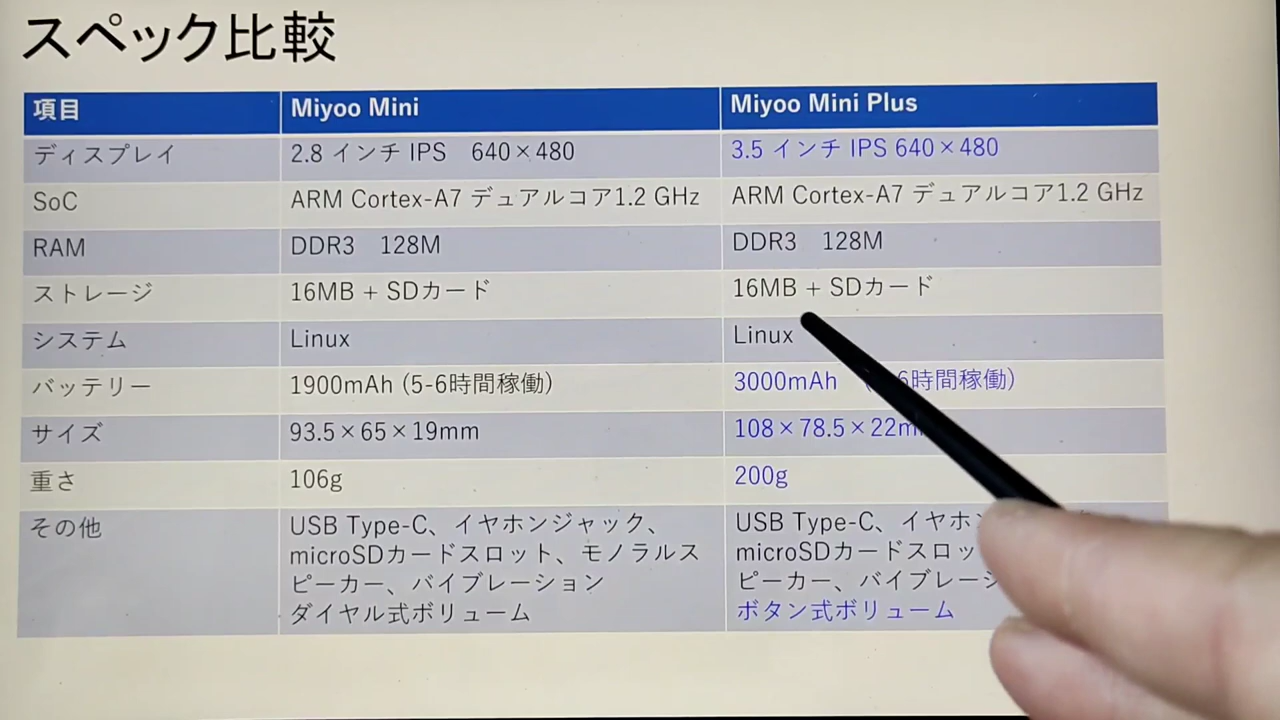 スペック比較
項目 Miyoo Mini Miyoo Mini Plus
ディスプレイ 2.8 インチ IPS 640×480 3.5 インチ IPS 640×480
SoC ARM Cortex-A7 デュアルコア1.2 GHz ARM Cortex-A7 デュアルコア1.2 GHz
RAM DDR3 128M DDR3 128M
ストレージ 16MB + SDカード 16MB + SDカード
システム Linux Linux
バッテリー 1900mAh (5-6時間稼働) 3000mAh 6時間稼働)
サイズ 93.5×65×19mm 108×78.5×22m
重さ 106g 200g
その他 USB Type-C、イヤホンジャック、 USB Type-C、イヤホ
microSDカードスロット、モノラルス microSDカードスロッ
ピーカー、バイブレーション ピーカー、バイブレーシ
ダイヤル式ボリューム ボタン式ボリューム